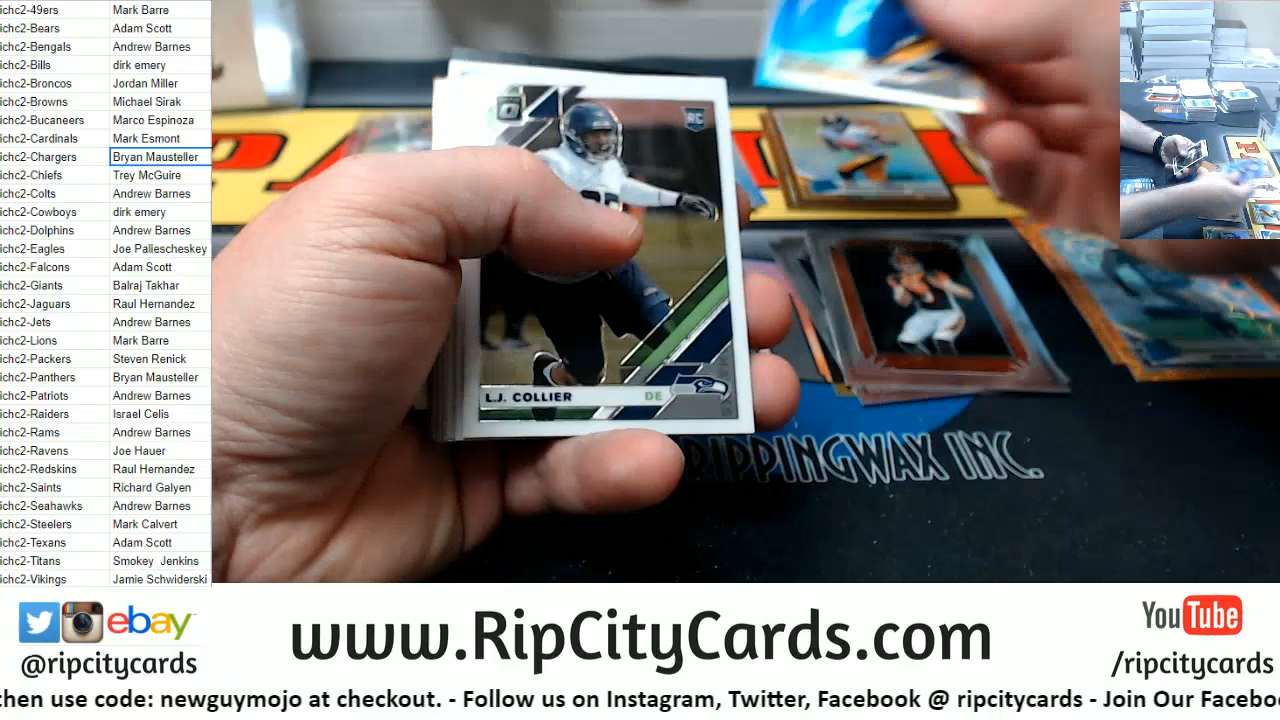 ichc2-49ers Mark Barre
ichc2-Bears Adam Scott
ichc2-Bengals Andrew Barnes
ichc2-Bills dirk emery
ichc2-Broncos Jordan Miller
ichc2-Browns Michael Sirak
ichc2-Bucaneers Marco Espinoza
ichc2-Cardinals Mark Esmont
ichc2-Chargers Bryan Mausteller
ichc2-Chiefs Trey McGuire
ichc2-Colts Andrew Barnes
ichc2-Cowboys dirk emery
ichc2-Dolphins Andrew Barnes
ichc2-Eagles Joe Paliescheskey
ichc2-Falcons Adam Scott
ichc2-Giants Balraj Takhar
ichc2-Jaguars Raul Hernandez
ichc2-Jets Andrew Barnes
ichc2-Lions Mark Barre
ichc2-Packers Steven Renick
ichc2-Panthers Bryan Mausteller
ichc2-Patriots Andrew Barnes
ichc2-Raiders Israel Celis
ichc2-Rams Andrew Barnes
ichc2-Ravens Joe Hauer
ichc2-Redskins Raul Hernandez
ichc2-Saints Richard Galyen
ichc2-Seahawks Andrew Barnes
ichc2-Steelers Mark Calvert
ichc2-Texans Adam Scott
ichc2-Titans Smokey Jenkins
ichc2-Vikings Jamie Schwiderski
RC
L.J. COLLIER DE
RIPPINGWAX INC.
ebay
@ripcitycards
www.RipCityCards.com
YouTube
/ripcitycards
then use code: newguymojo at checkout. - Follow us on Instagram, Twitter, Facebook @ ripcitycards - Join Our Facebo